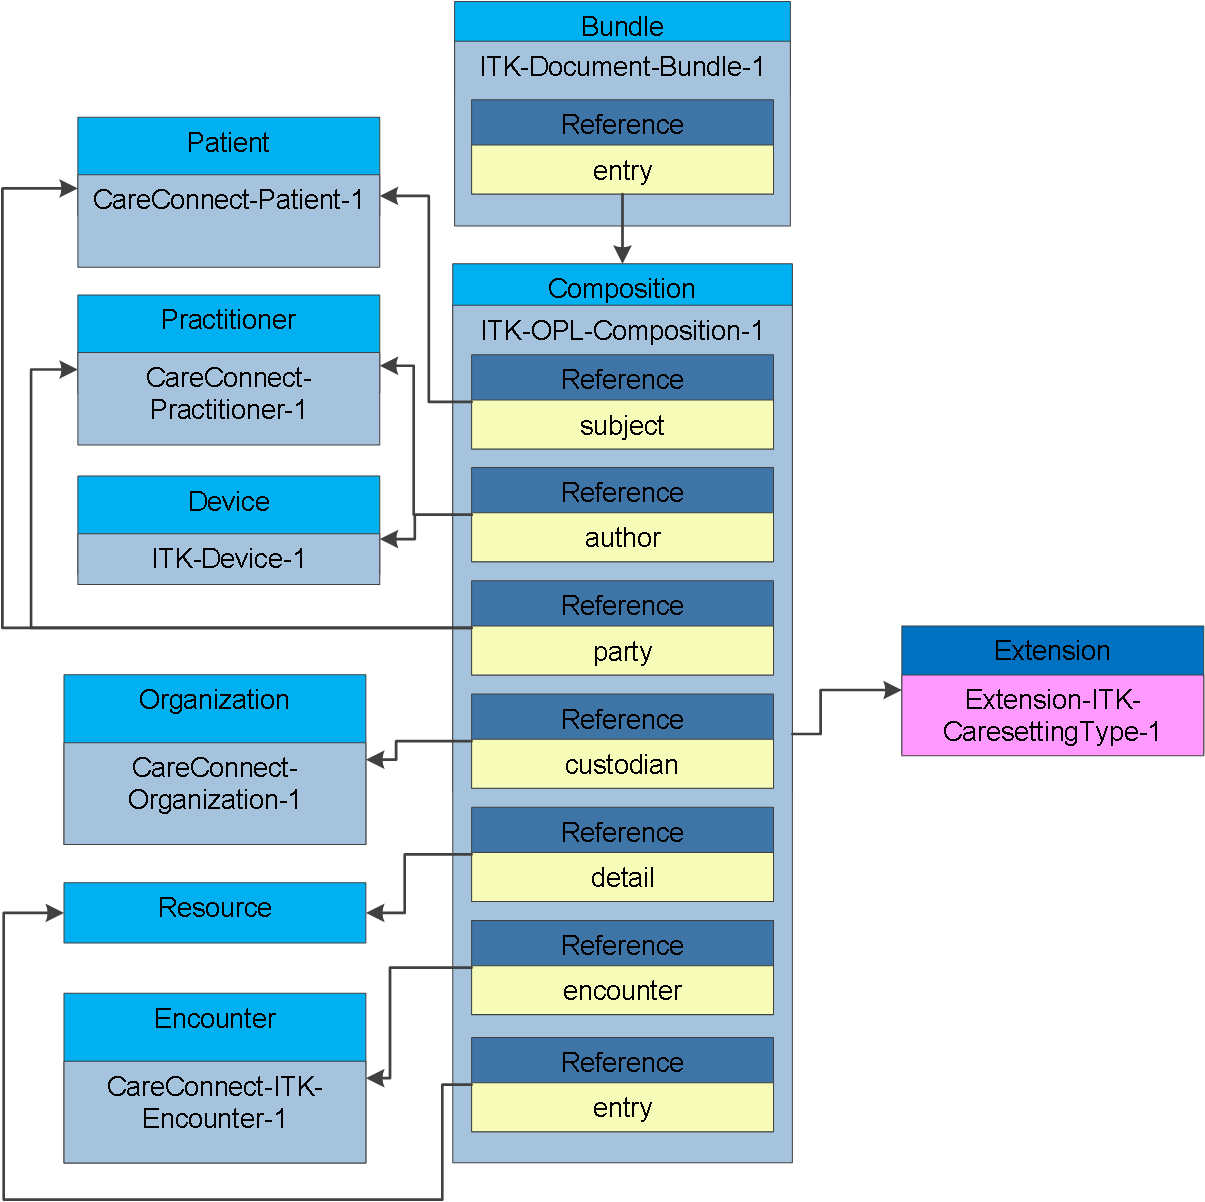 Bundle
ITK-Document-Bundle-1
Reference
entry
Patient
CareConnect-Patient-1
Practitioner
CareConnect-
Practitioner-1
Device
ITK-Device-1
Organization
CareConnect-
Organization-1
Resource
Encounter
CareConnect-ITK-
Encounter-1
Composition
ITK-OPL-Composition-1
Reference
subject
Reference
author
Reference
party
Reference
custodian
Reference
detail
Reference
encounter
Reference
entry
Extension
Extension-ITK-
CaresettingType-1